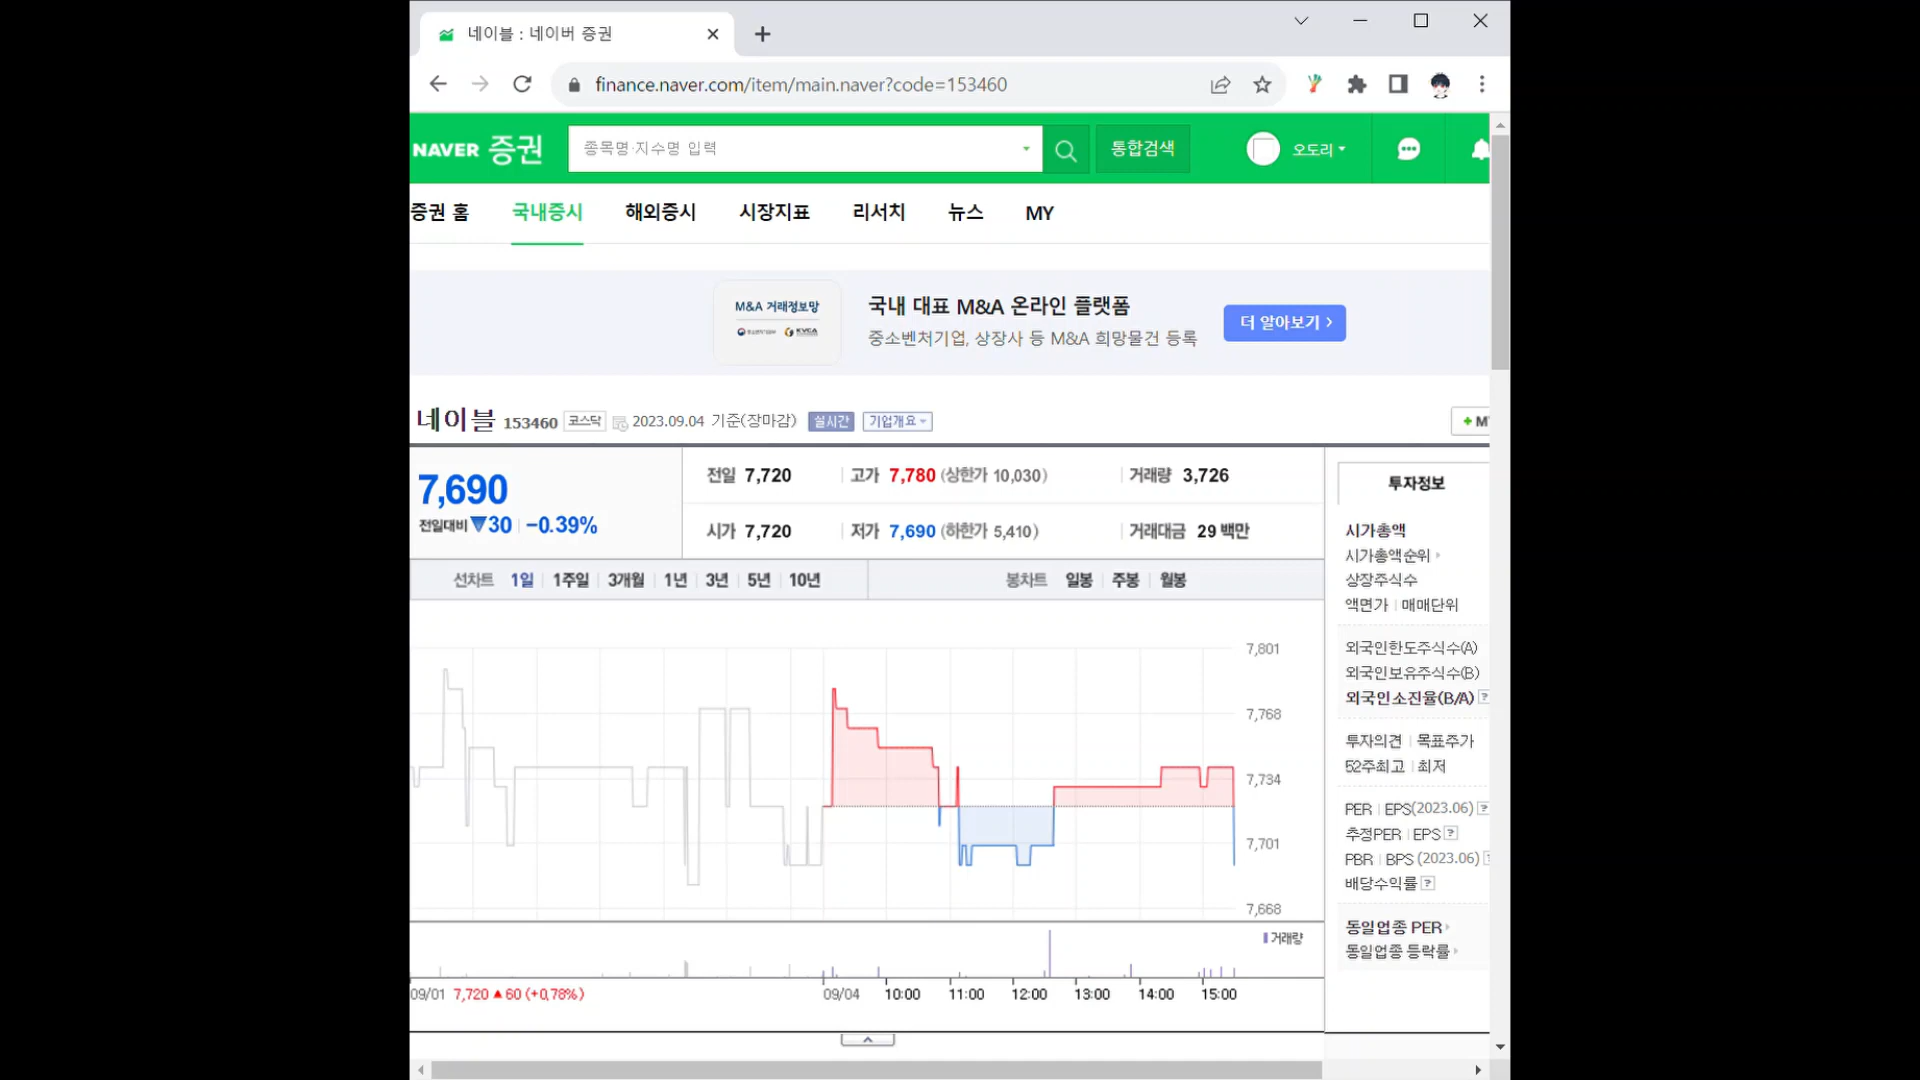 네이블 : 네이버 증권
finance.naver.com/item/main.naver?code=153460
NAVER 증권
종목명·지수명 입력
통합검색
오도리
증권 홈 국내증시 해외증시 시장지표 리서치 뉴스 MY
M&A 거래정보망
KVCA
국내 대표 M&A 온라인 플랫폼
중소벤처기업, 상장사 등 M&A 희망물건 등록
더 알아보기 >
네이블 153460 코스닥 2023.09.04 기준(장마감) 실시간 기업개요
+ M
7,690
전일대비 ▼30 -0.39%
전일 7,720 고가 7,780 (상한가 10,030) 거래량 3,726
시가 7,720 저가 7,690 (하한가 5,410) 거래대금 29 백만
선차트 1일 1주일 3개월 1년 3년 5년 10년 봉차트 일봉 주봉 월봉
7,801
7,768
7,734
7,701
7,668
거래량
09/01 7,720 ▲ 60 (+0.78%) 09/04 10:00 11:00 12:00 13:00 14:00 15:00
투자정보
시가총액
시가총액순위
상장주식수
액면가 | 매매단위
외국인한도주식수(A)
외국인보유주식수(B)
외국인소진율(B/A) ?
투자의견 | 목표주가
52주최고 | 최저
PER | EPS(2023.06) ?
추정PER | EPS ?
PBR | BPS (2023.06) ?
배당수익률 ?
동일업종 PER
동일업종 등락률